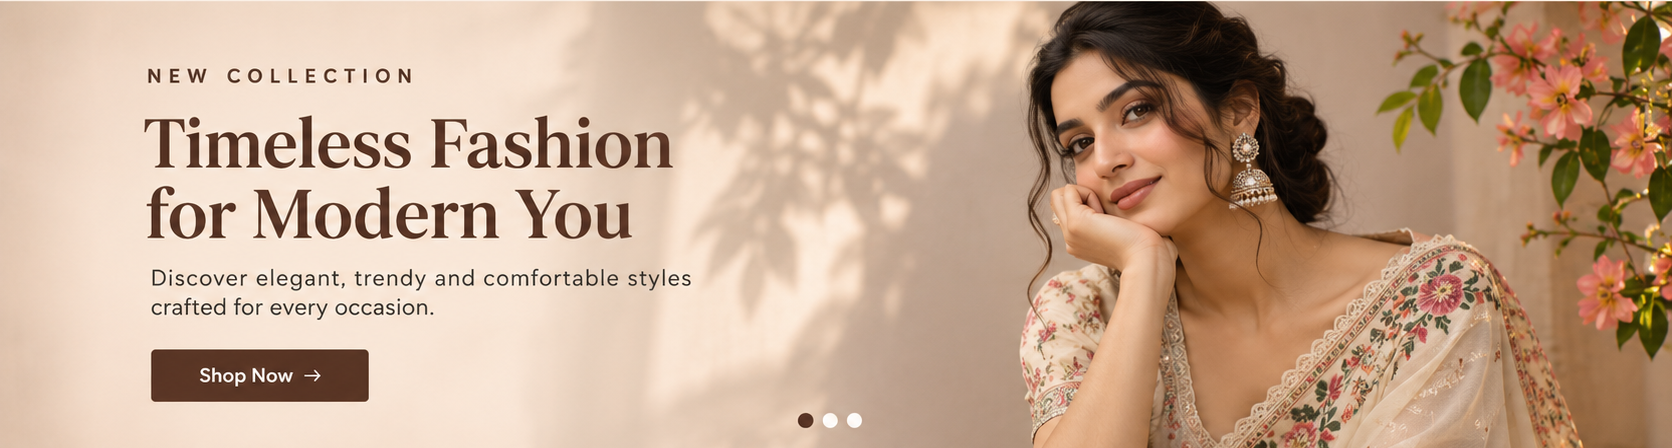 NEW COLLECTION
Timeless Fashion
for Modern You
Discover elegant, trendy and comfortable styles
crafted for every occasion.
Shop Now →